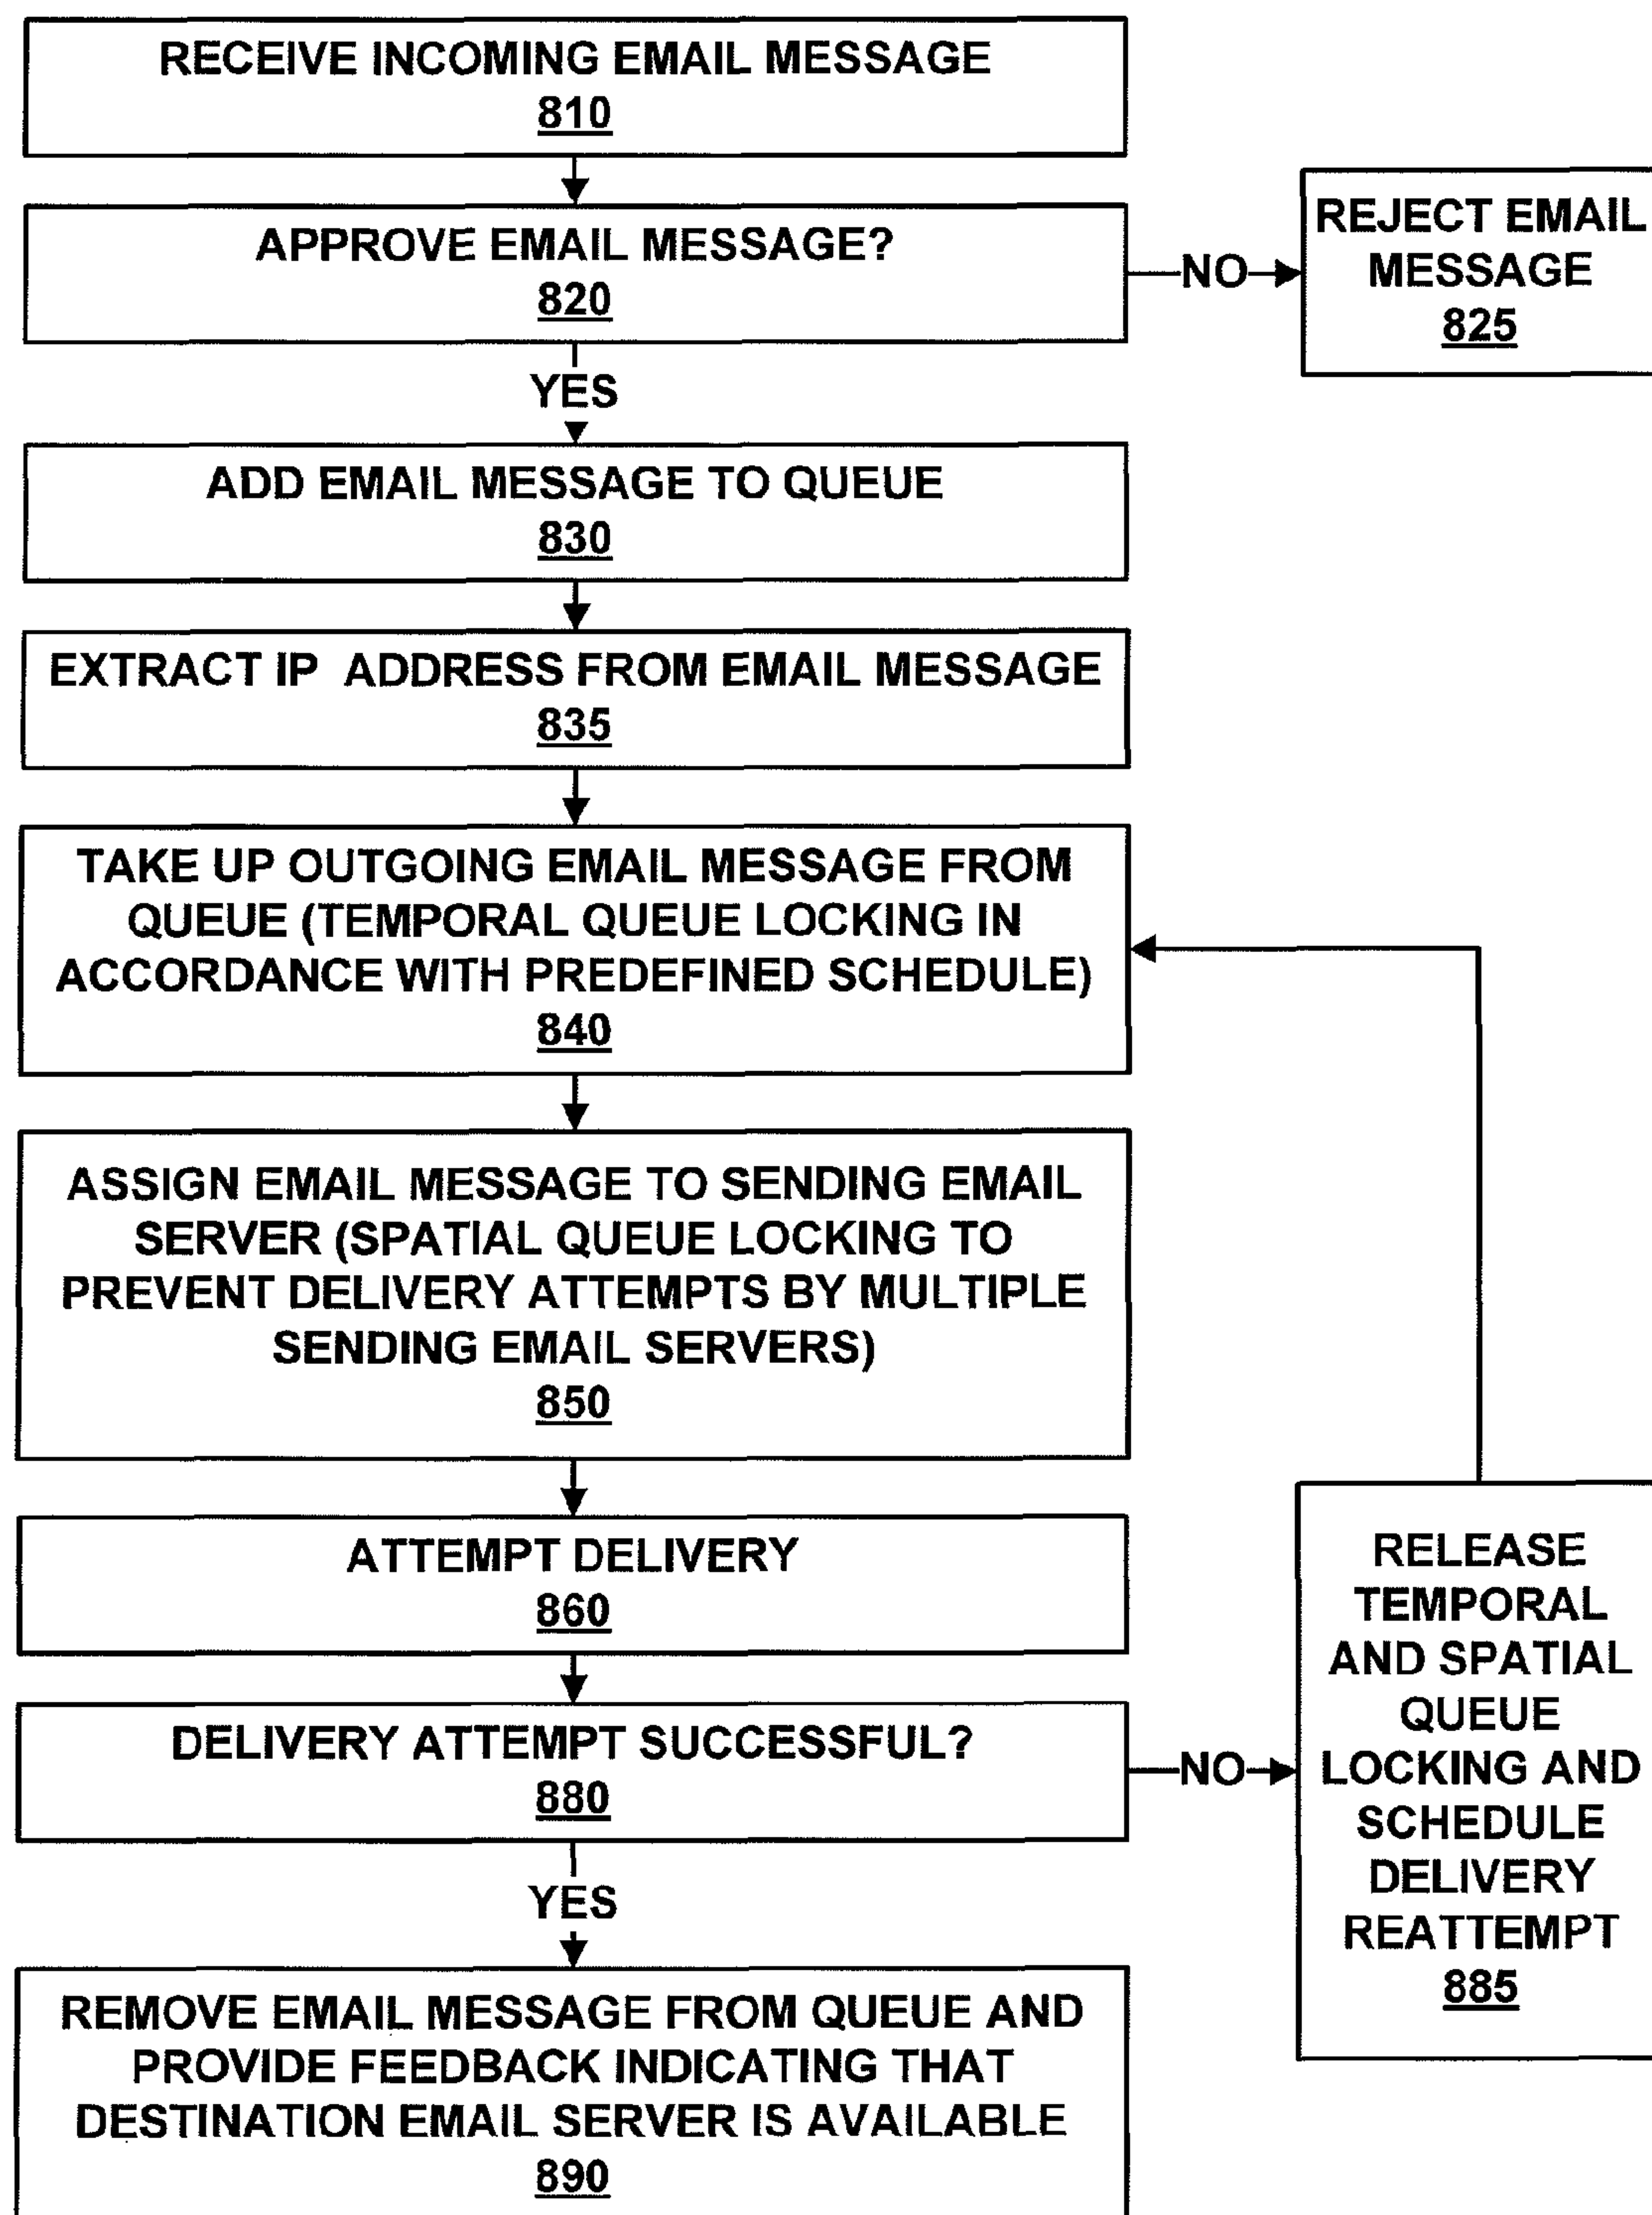 RECEIVE INCOMING EMAIL MESSAGE
810
APPROVE EMAIL MESSAGE?
820
NO
REJECT EMAIL
MESSAGE
825
YES
ADD EMAIL MESSAGE TO QUEUE
830
EXTRACT IP ADDRESS FROM EMAIL MESSAGE
835
TAKE UP OUTGOING EMAIL MESSAGE FROM
QUEUE (TEMPORAL QUEUE LOCKING IN
ACCORDANCE WITH PREDEFINED SCHEDULE)
840
ASSIGN EMAIL MESSAGE TO SENDING EMAIL
SERVER (SPATIAL QUEUE LOCKING TO
PREVENT DELIVERY ATTEMPTS BY MULTIPLE
SENDING EMAIL SERVERS)
850
ATTEMPT DELIVERY
860
DELIVERY ATTEMPT SUCCESSFUL?
880
NO
RELEASE
TEMPORAL
AND SPATIAL
QUEUE
LOCKING AND
SCHEDULE
DELIVERY
REATTEMPT
885
YES
REMOVE EMAIL MESSAGE FROM QUEUE AND
PROVIDE FEEDBACK INDICATING THAT
DESTINATION EMAIL SERVER IS AVAILABLE
890